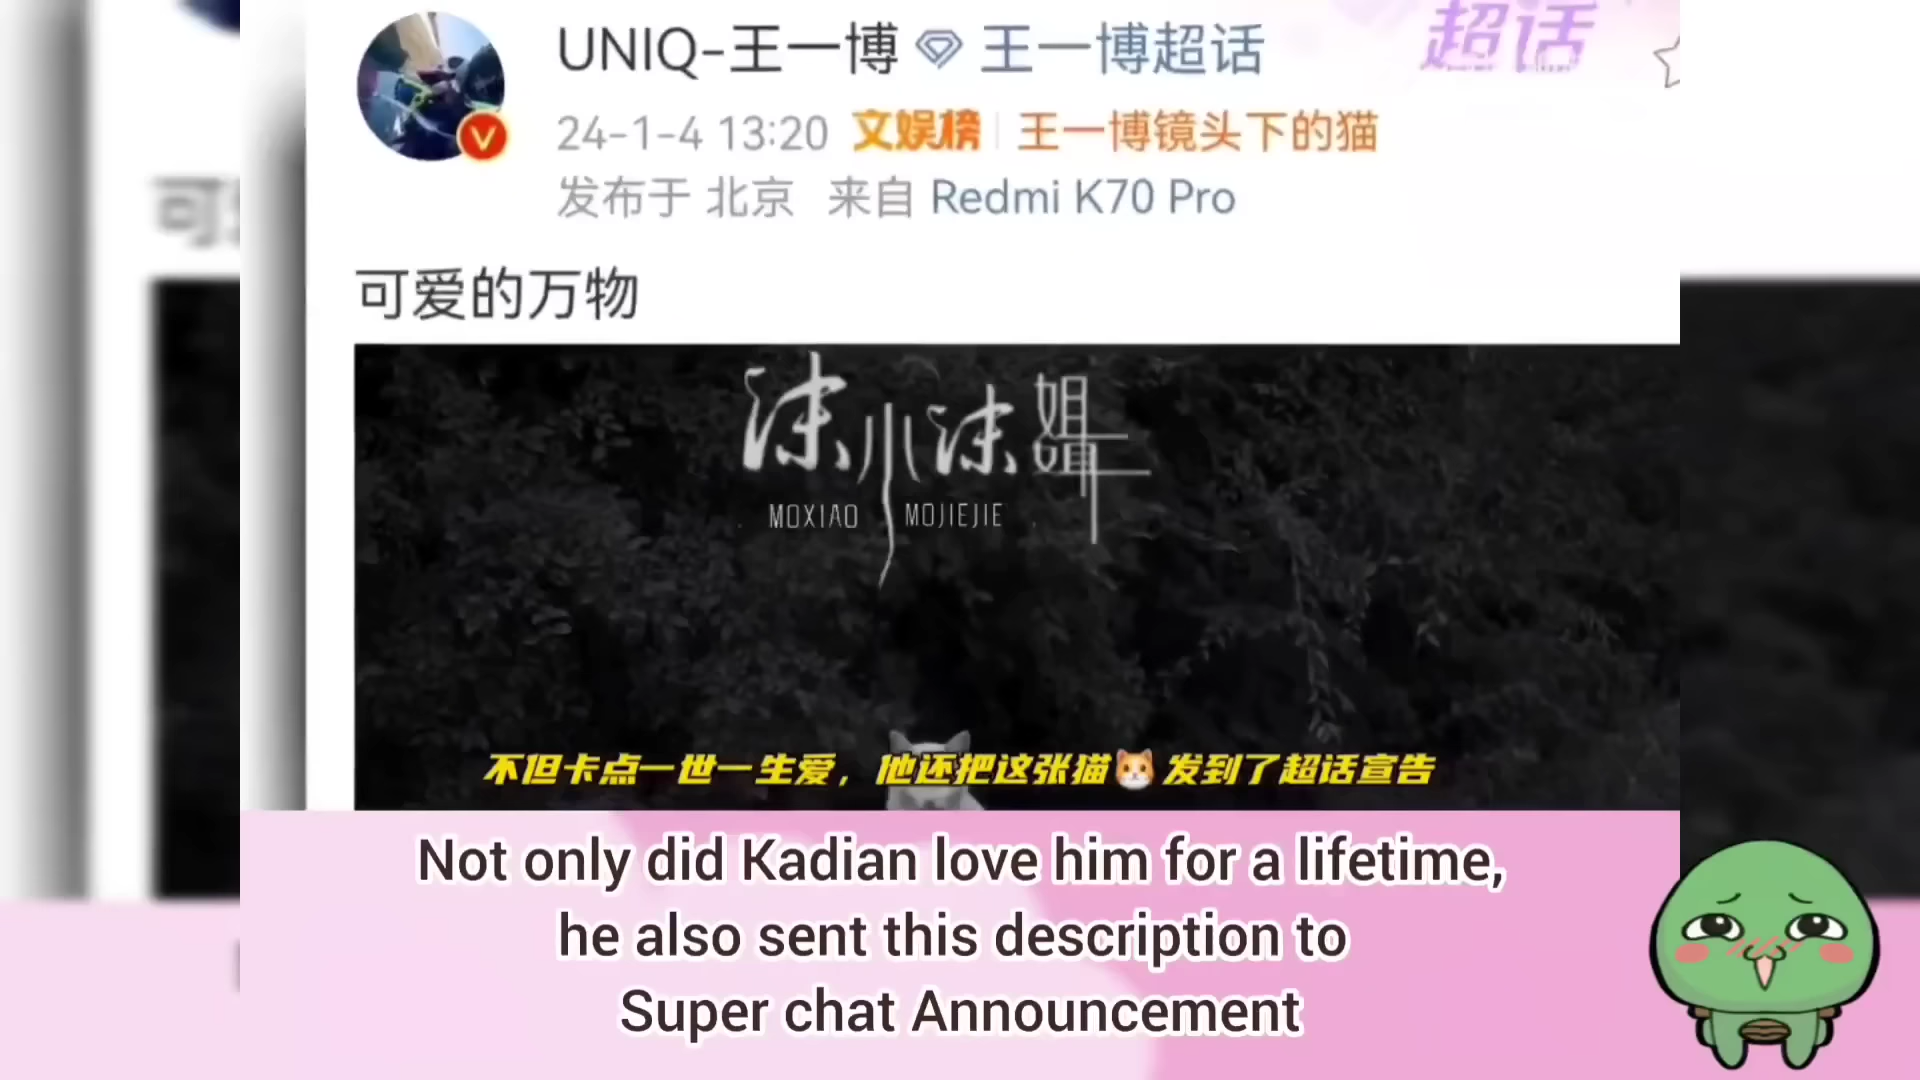 UNIQ-王一博 王一博超话
超话
24-1-4 13:20 文娱榜 王一博镜头下的猫
发布于 北京 来自 Redmi K70 Pro
可爱的万物
沫小沫姐
MOXIAO MOJIEJIE
不但卡点一世一生爱，他还把这张猫🐱发到了超话宣告
Not only did Kadian love him for a lifetime,
he also sent this description to
Super chat Announcement